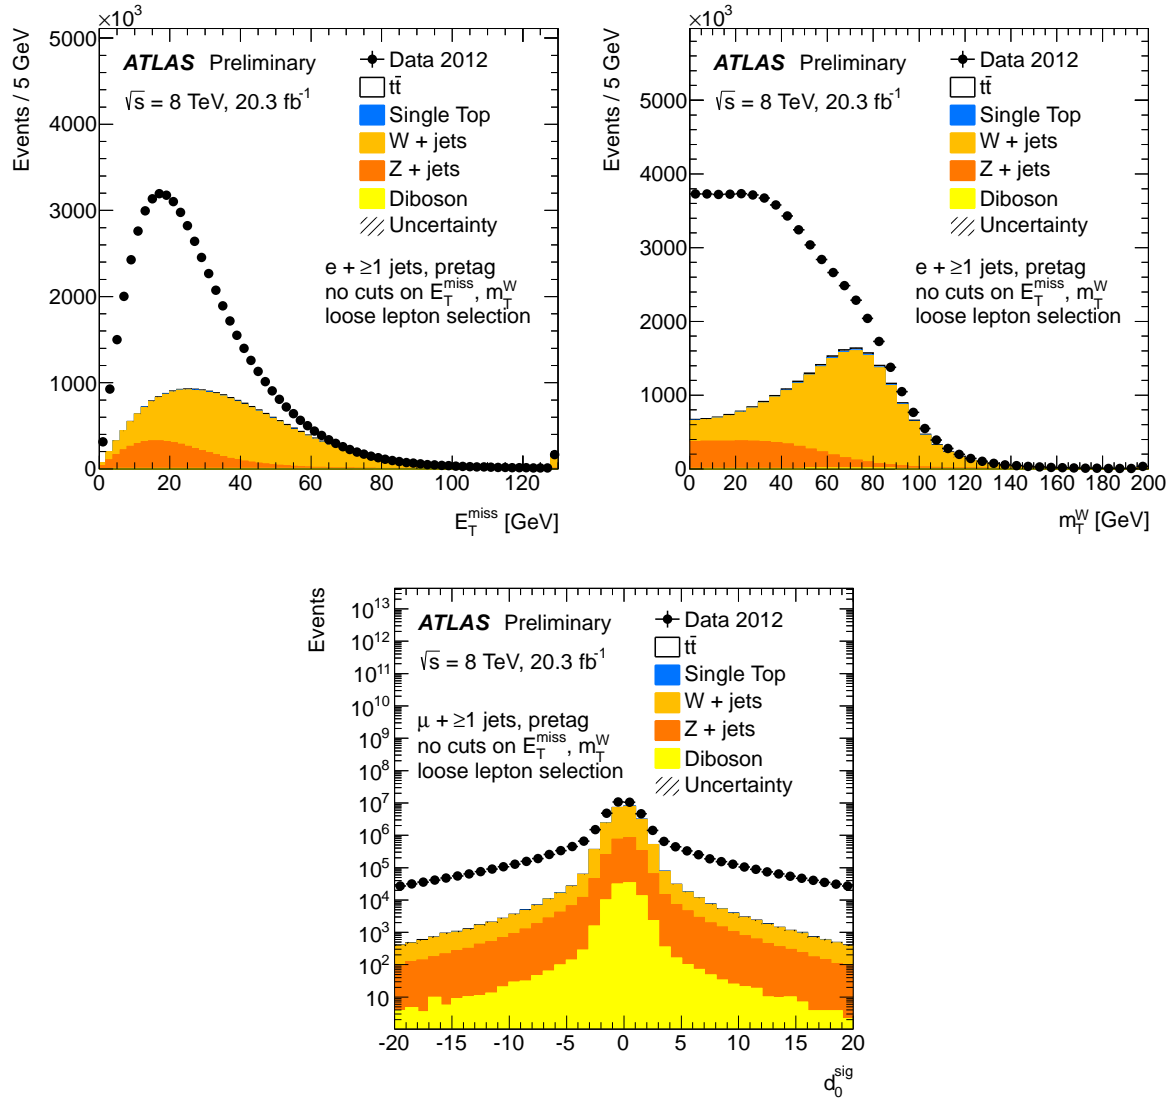 ×10³
Events / 5 GeV
5000
4000
3000
2000
1000
0
ATLAS Preliminary
√s = 8 TeV, 20.3 fb⁻¹
Data 2012
tt̄
Single Top
W + jets
Z + jets
Diboson
Uncertainty
e + ≥1 jets, pretag
no cuts on E_T^miss, m_T^W
loose lepton selection
0 20 40 60 80 100 120
E_T^miss [GeV]
×10³
Events / 5 GeV
5000
4000
3000
2000
1000
0
ATLAS Preliminary
√s = 8 TeV, 20.3 fb⁻¹
Data 2012
tt̄
Single Top
W + jets
Z + jets
Diboson
Uncertainty
e + ≥1 jets, pretag
no cuts on E_T^miss, m_T^W
loose lepton selection
0 20 40 60 80 100 120 140 160 180 200
m_T^W [GeV]
Events
10¹³
10¹²
10¹¹
10¹⁰
10⁹
10⁸
10⁷
10⁶
10⁵
10⁴
10³
10²
10
ATLAS Preliminary
√s = 8 TeV, 20.3 fb⁻¹
Data 2012
tt̄
Single Top
W + jets
Z + jets
Diboson
Uncertainty
μ + ≥1 jets, pretag
no cuts on E_T^miss, m_T^W
loose lepton selection
-20 -15 -10 -5 0 5 10 15 20
d_0^sig